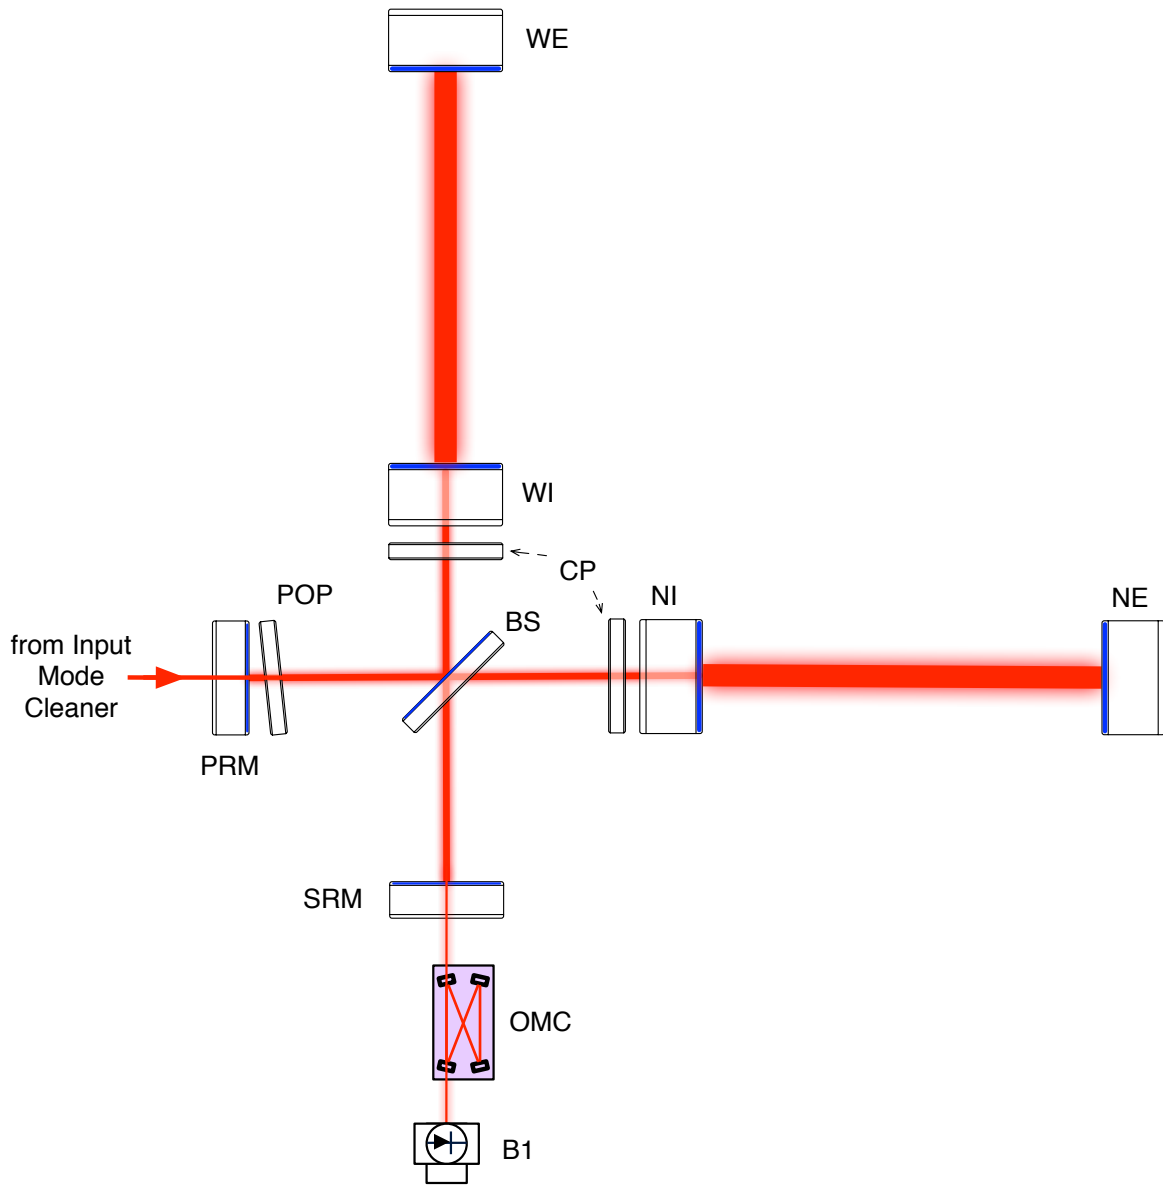 WE
WI
CP
POP
NI
NE
BS
from Input
Mode
Cleaner
PRM
SRM
OMC
B1